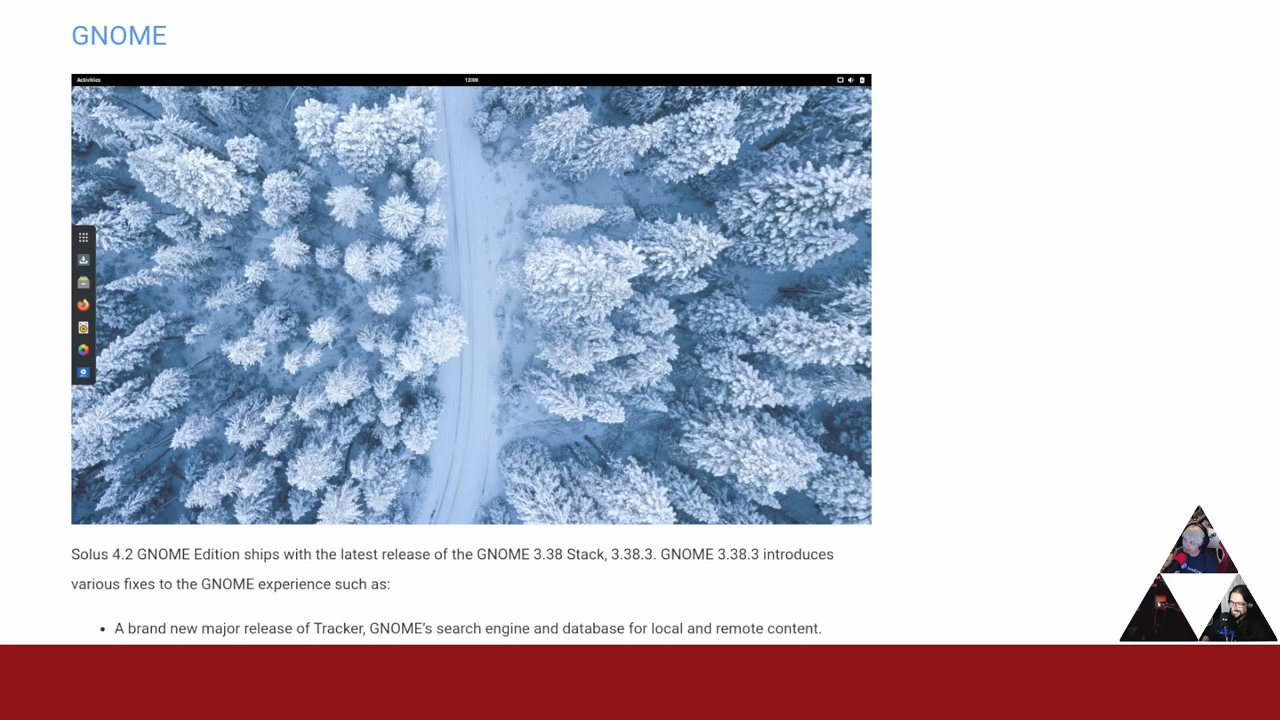 GNOME
Activities
12:00
Solus 4.2 GNOME Edition ships with the latest release of the GNOME 3.38 Stack, 3.38.3. GNOME 3.38.3 introduces
various fixes to the GNOME experience such as:
• A brand new major release of Tracker, GNOME’s search engine and database for local and remote content.